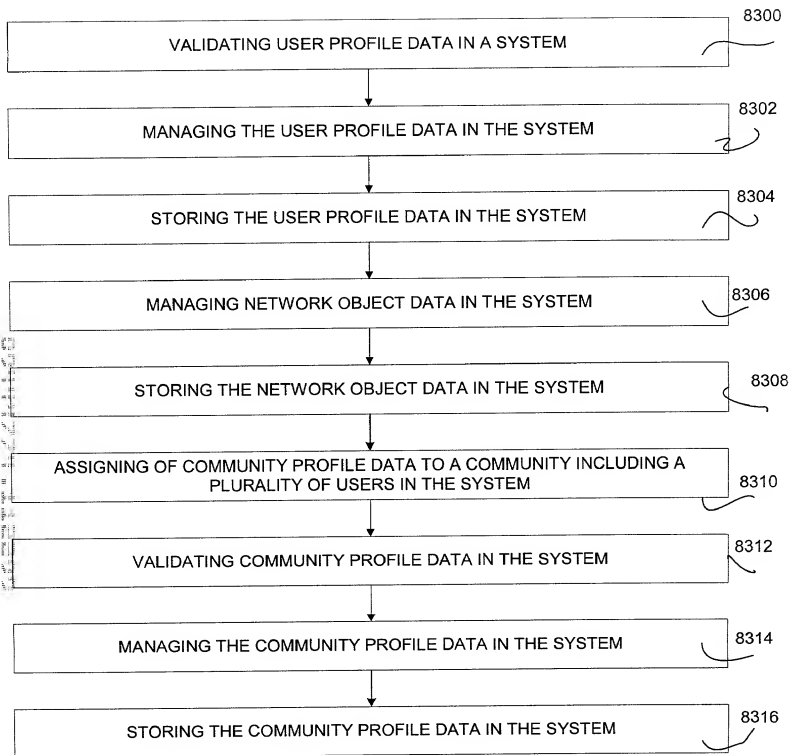 8300
VALIDATING USER PROFILE DATA IN A SYSTEM
8302
MANAGING THE USER PROFILE DATA IN THE SYSTEM
8304
STORING THE USER PROFILE DATA IN THE SYSTEM
8306
MANAGING NETWORK OBJECT DATA IN THE SYSTEM
8308
STORING THE NETWORK OBJECT DATA IN THE SYSTEM
ASSIGNING OF COMMUNITY PROFILE DATA TO A COMMUNITY INCLUDING A
PLURALITY OF USERS IN THE SYSTEM
8310
8312
VALIDATING COMMUNITY PROFILE DATA IN THE SYSTEM
8314
MANAGING THE COMMUNITY PROFILE DATA IN THE SYSTEM
8316
STORING THE COMMUNITY PROFILE DATA IN THE SYSTEM